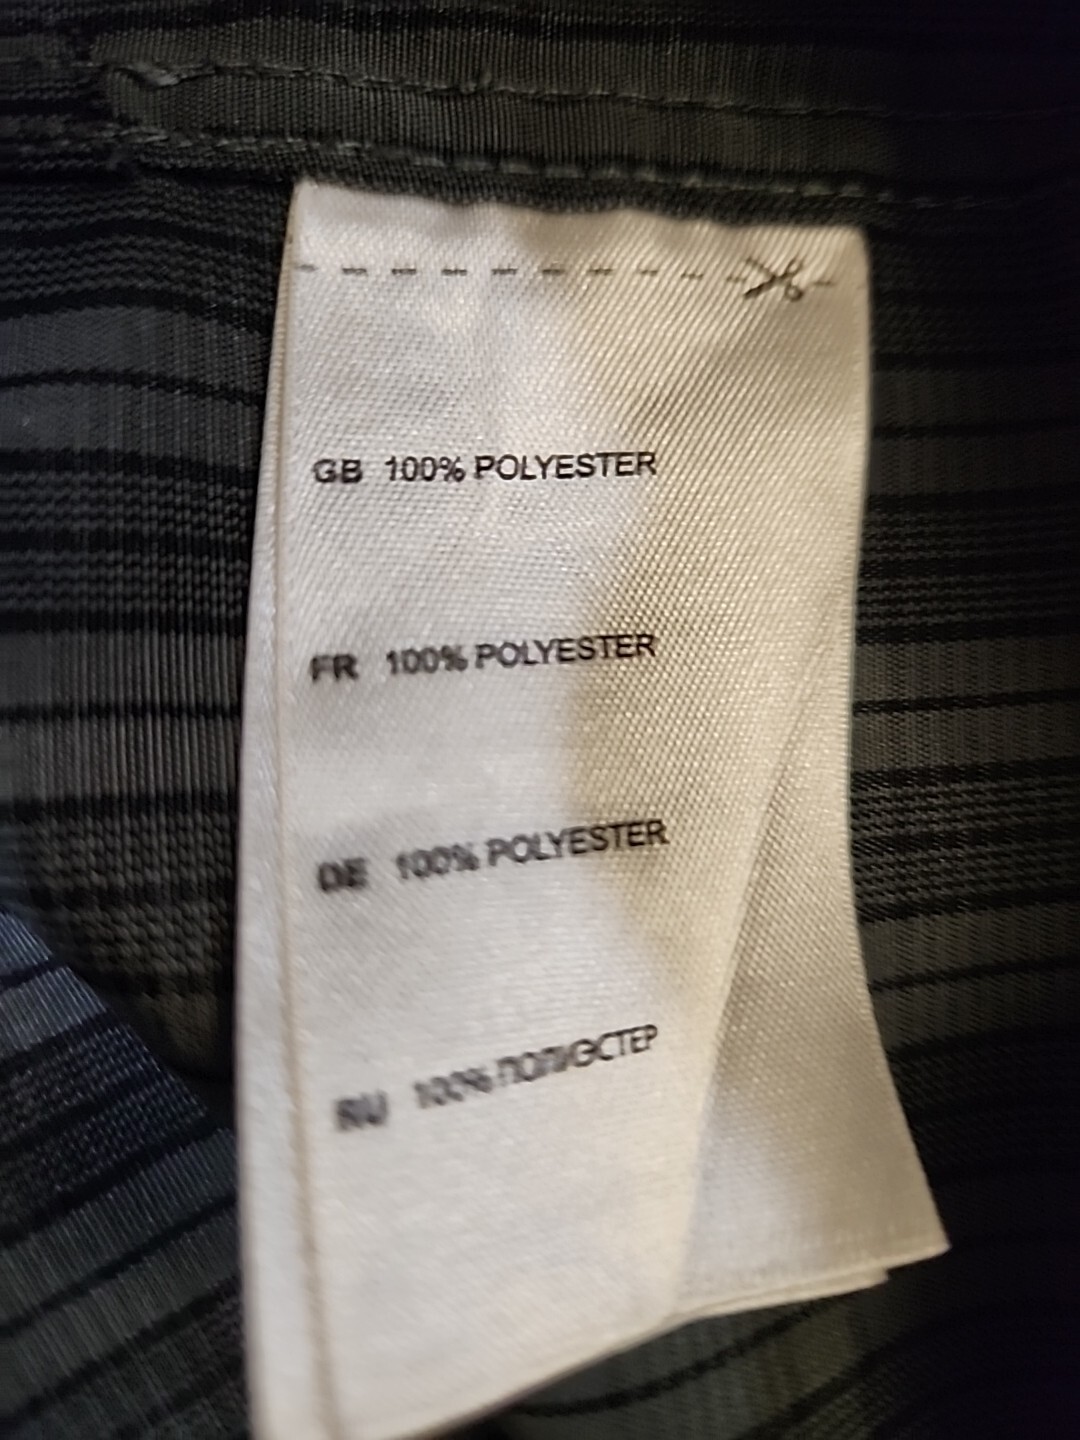 GB 100% POLYESTER
FR 100% POLYESTER
DE 100% POLYESTER
RU 100% ПОЛИЭСТЕР